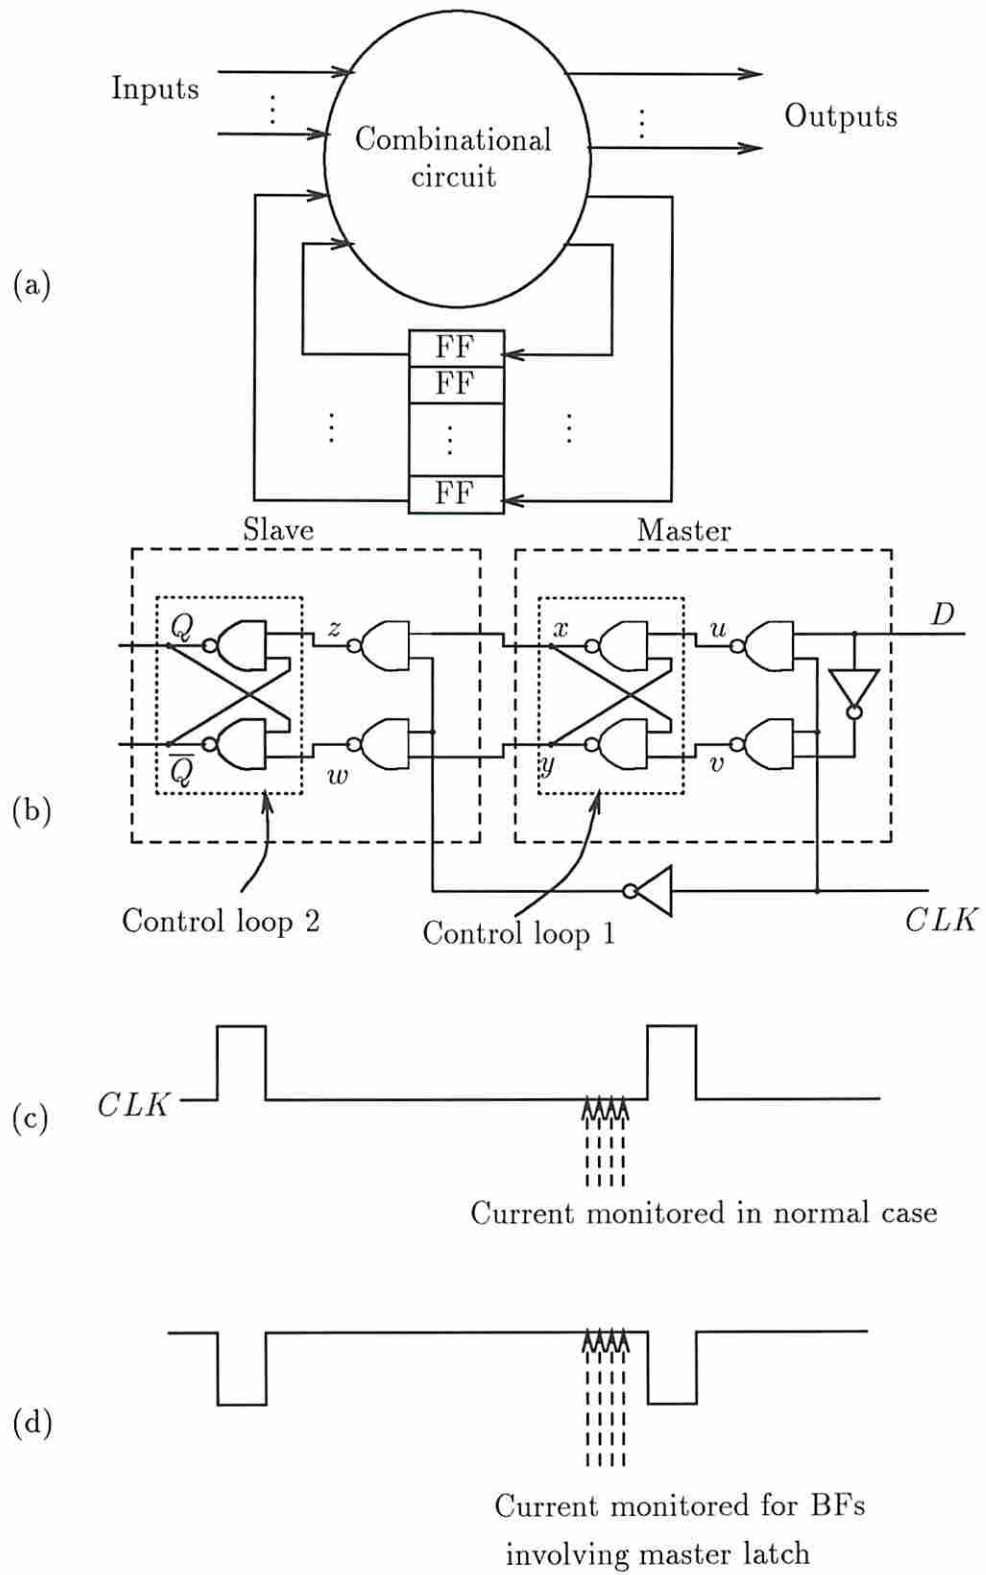 Inputs
Outputs
Combinational
circuit
(a)
FF
FF
FF
Slave
Master
Q
z
x
u
D
Q̅
w
y
v
(b)
Control loop 2
Control loop 1
CLK
CLK
(c)
Current monitored in normal case
(d)
Current monitored for BFs
involving master latch